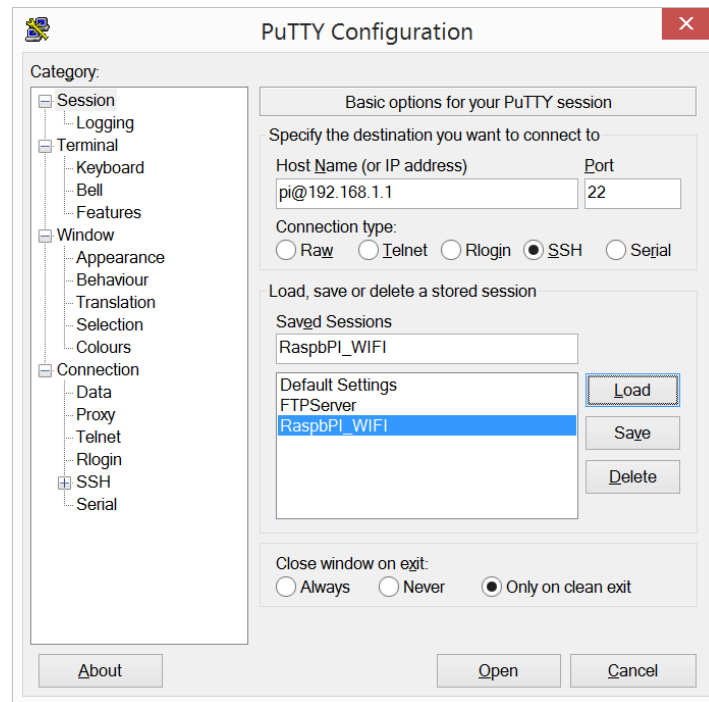 PuTTY Configuration
Category:
Session
Logging
Terminal
Keyboard
Bell
Features
Window
Appearance
Behaviour
Translation
Selection
Colours
Connection
Data
Proxy
Telnet
Rlogin
SSH
Serial
Basic options for your PuTTY session
Specify the destination you want to connect to
Host Name (or IP address) Port
pi@192.168.1.1 22
Connection type:
Raw Telnet Rlogin SSH Serial
Load, save or delete a stored session
Saved Sessions
RaspbPI_WIFI
Default Settings
FTPServer
RaspbPI_WIFI
Load
Save
Delete
Close window on exit:
Always Never Only on clean exit
About Open Cancel